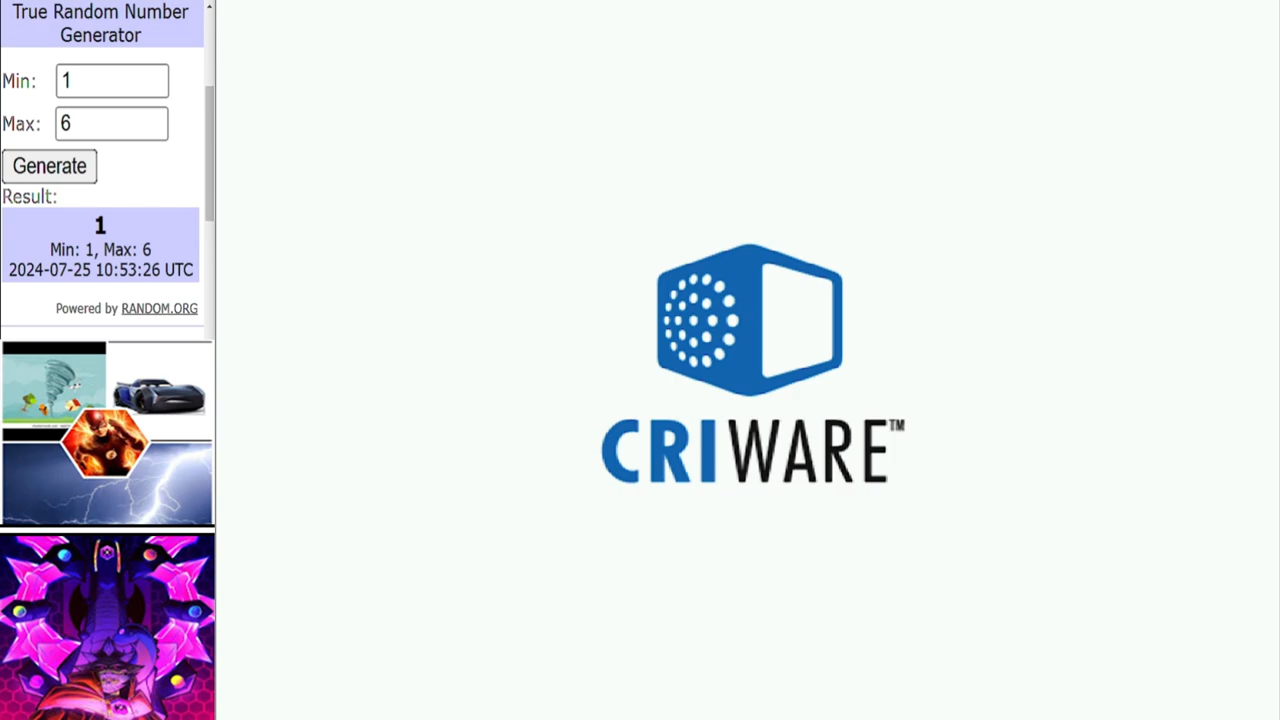 True Random Number
Generator
Min: 1
Max: 6
Generate
Result:
1
Min: 1, Max: 6
2024-07-25 10:53:26 UTC
Powered by RANDOM.ORG
CRIWARE™